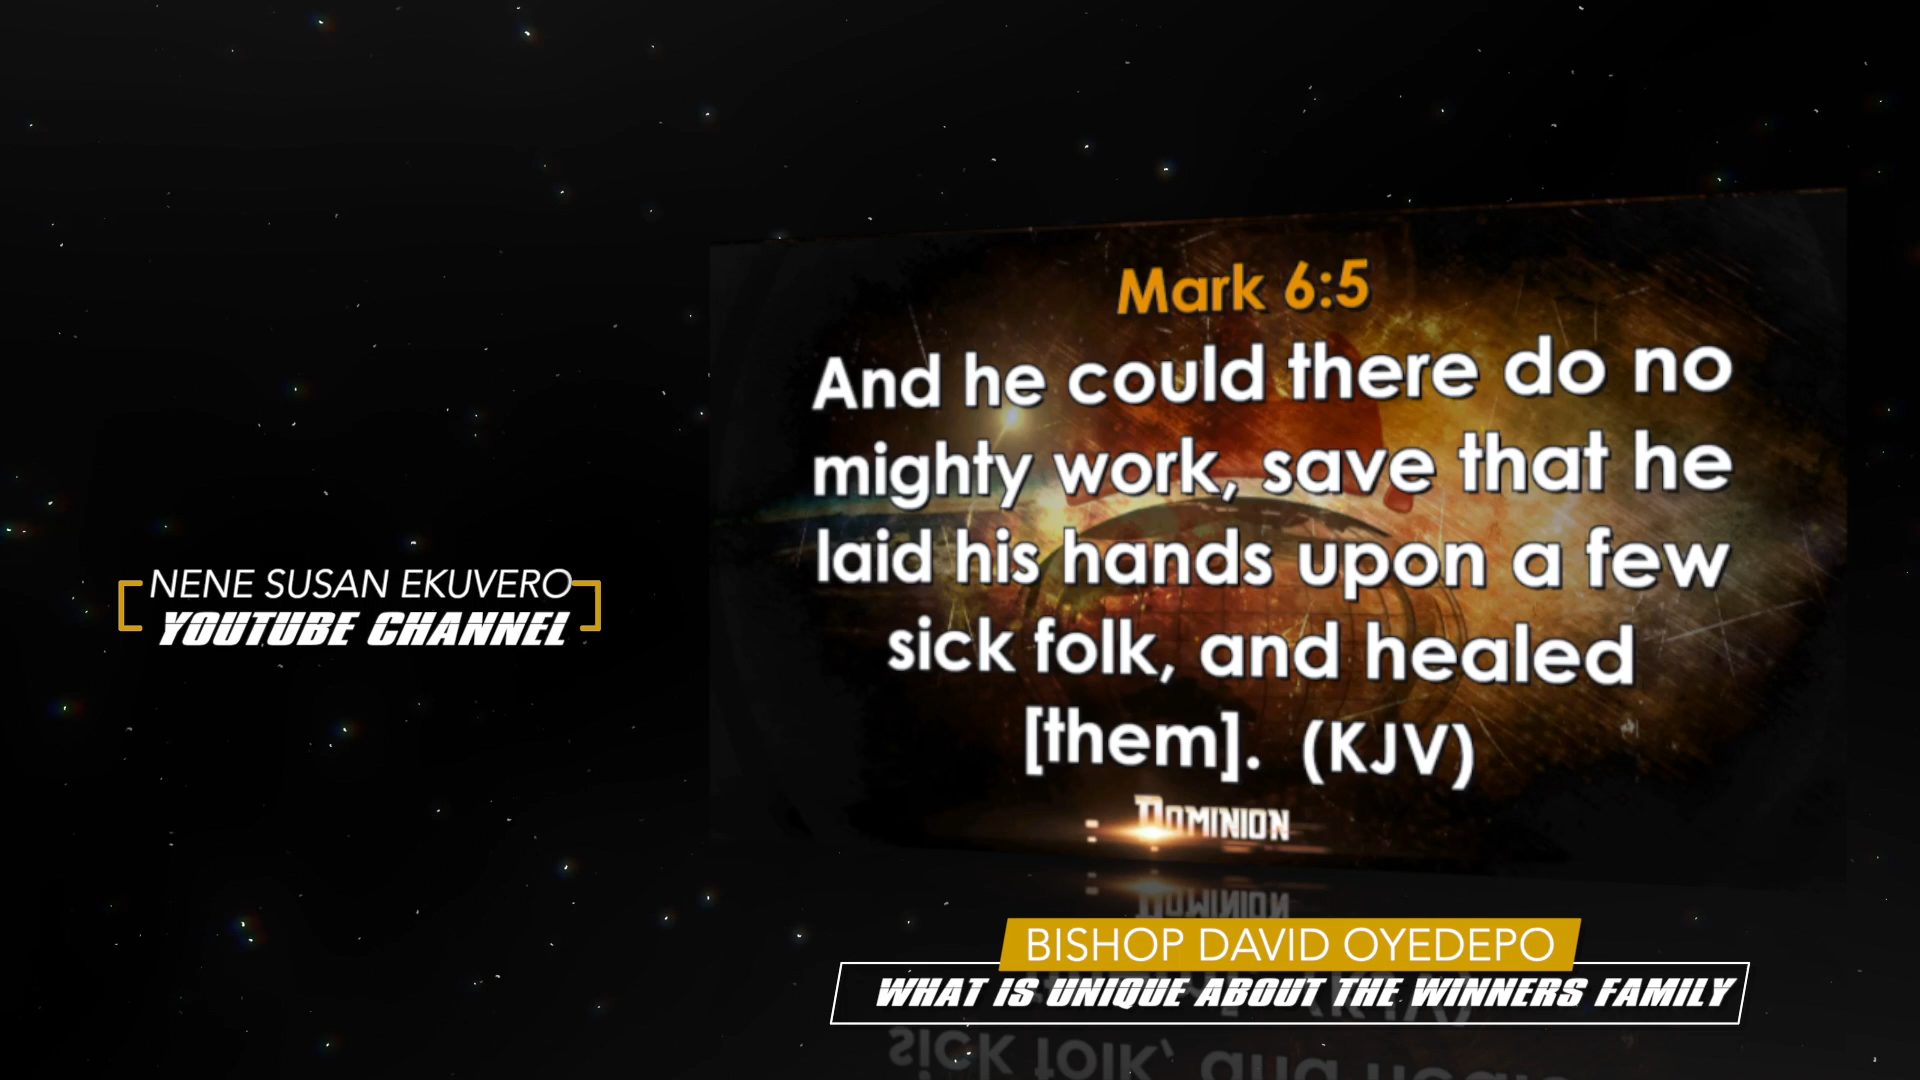 NENE SUSAN EKUVERO
YOUTUBE CHANNEL
Mark 6:5
And he could there do no
mighty work, save that he
laid his hands upon a few
sick folk, and healed
[them]. (KJV)
DOMINION
BISHOP DAVID OYEDEPO
WHAT IS UNIQUE ABOUT THE WINNERS FAMILY